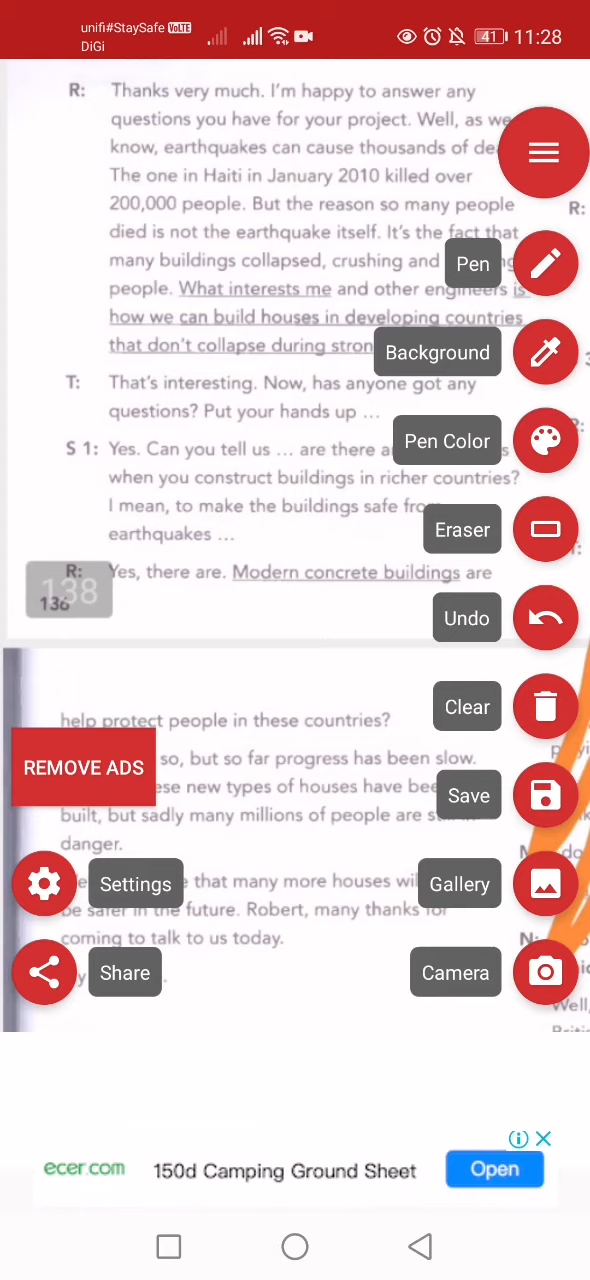 unifi#StaySafe VoLTE
DiGi
41 11:28
R: Thanks very much. I'm happy to answer any
questions you have for your project. Well, as we
know, earthquakes can cause thousands of
The one in Haiti in January 2010 killed over
200,000 people. But the reason so many people
died is not the earthquake itself. It's the fact that
many buildings collapsed, crushing and
people. What interests me and other engineers is
how we can build houses in developing countries
that don't collapse during
T: That's interesting. Now, has anyone got any
questions? Put your hands up ...
S 1: Yes. Can you tell us ... are there
when you construct buildings in richer countries?
I mean, to make the buildings safe from
earthquakes ...
R: Yes, there are. Modern concrete buildings are
138
136
R:
Pen
Background
Pen Color
Eraser
Undo
Clear
Save
Gallery
Camera
help protect people in these countries?
REMOVE ADS
so, but so far progress has been slow.
new types of houses have
built, but sadly many millions of people are
danger.
Settings
that many more houses
be safer in the future. Robert, many thanks for
coming to talk to us today.
Share
N:
Well,
ecer.com 150d Camping Ground Sheet Open